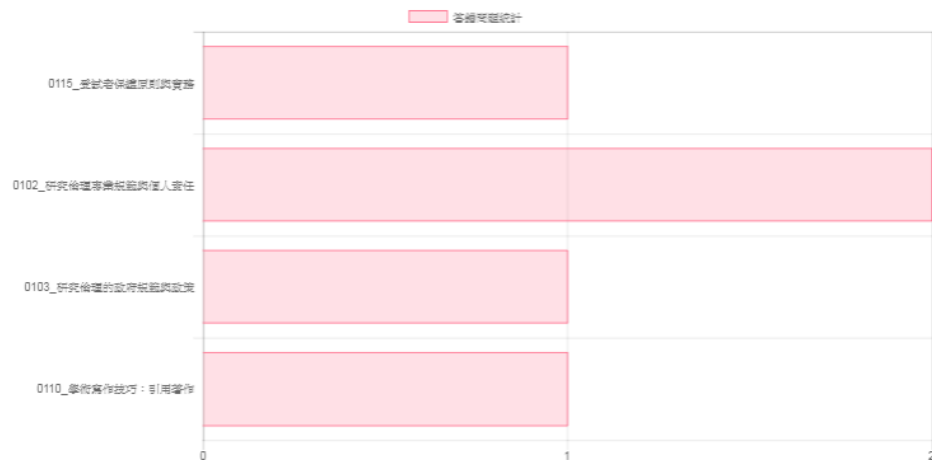 答錯問題統計
0115_受試者保護原則與實務
0102_研究倫理專業規範與個人責任
0103_研究倫理的政府規範與政策
0110_學術寫作技巧：引用著作
0
1
2